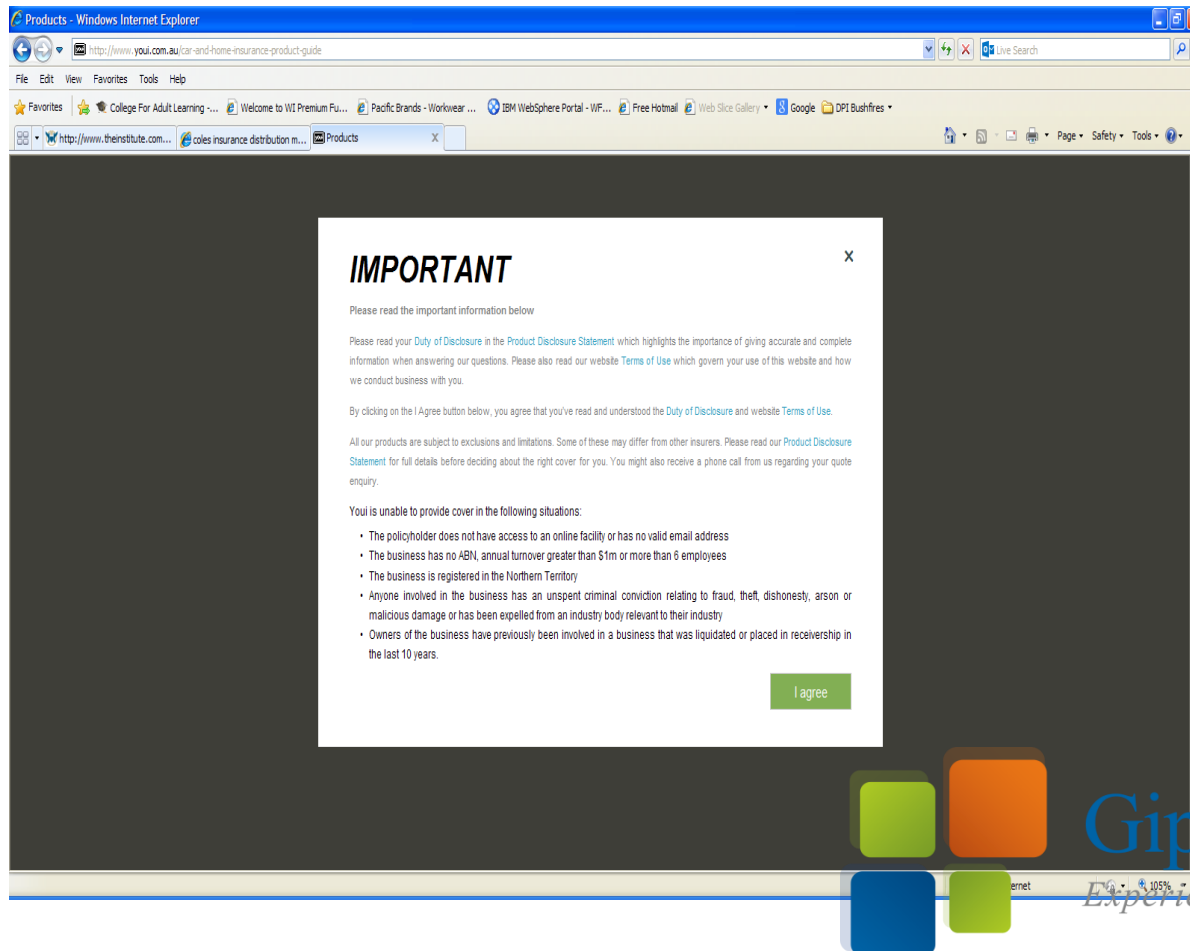 Products - Windows Internet Explorer
http://www.youi.com.au/car-and-home-insurance-product-guide
Live Search
File Edit View Favorites Tools Help
Favorites College For Adult Learning -... Welcome to WI Premium Fu... Pacific Brands - Workwear ... IBM WebSphere Portal - WF... Free Hotmail Web Slice Gallery Google DPI Bushfires
http://www.theinstitute.com... coles insurance distribution m... Products X Page Safety Tools
IMPORTANT x
Please read the important information below
Please read your Duty of Disclosure in the Product Disclosure Statement which highlights the importance of giving accurate and complete
information when answering our questions. Please also read our website Terms of Use which govern your use of this website and how
we conduct business with you.
By clicking on the I Agree button below, you agree that you've read and understood the Duty of Disclosure and website Terms of Use.
All our products are subject to exclusions and limitations. Some of these may differ from other insurers. Please read our Product Disclosure
Statement for full details before deciding about the right cover for you. You might also receive a phone call from us regarding your quote
enquiry.
Youi is unable to provide cover in the following situations:
• The policyholder does not have access to an online facility or has no valid email address
• The business has no ABN, annual turnover greater than $1m or more than 6 employees
• The business is registered in the Northern Territory
• Anyone involved in the business has an unspent criminal conviction relating to fraud, theft, dishonesty, arson or
malicious damage or has been expelled from an industry body relevant to their industry
• Owners of the business have previously been involved in a business that was liquidated or placed in receivership in
the last 10 years.
I agree
Gip
ernet 105%
Experie